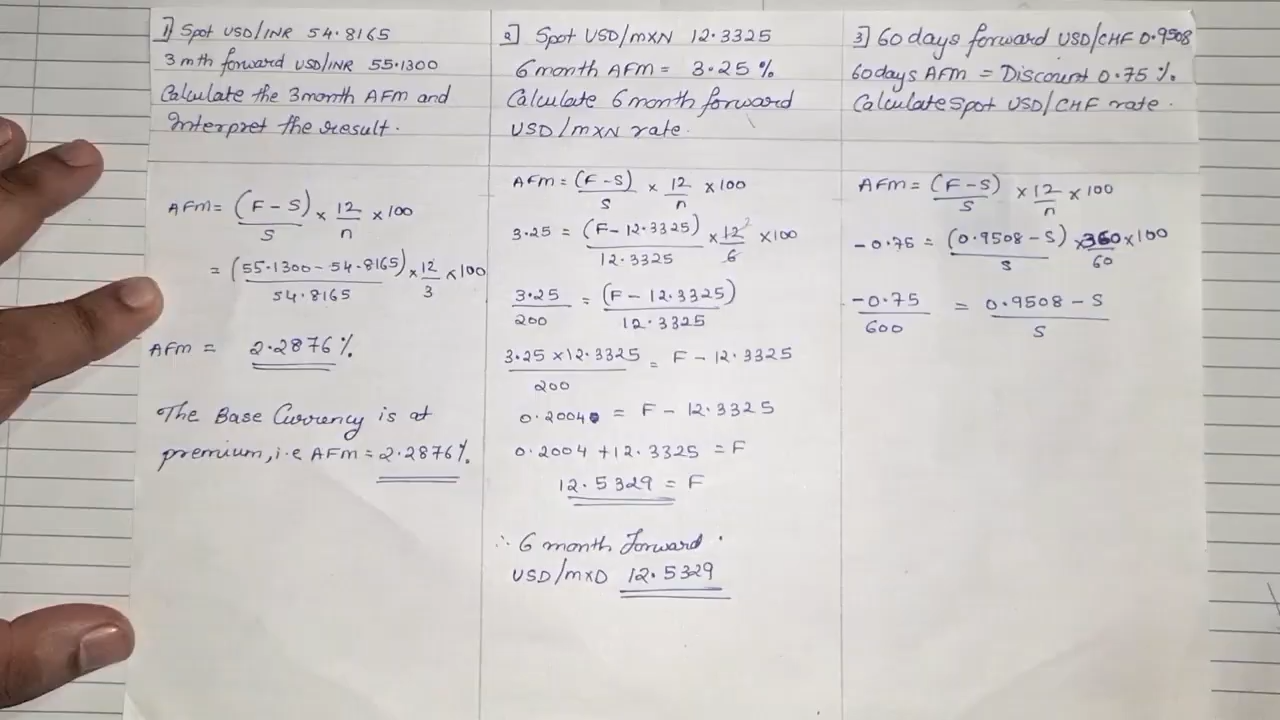 1] Spot USD/INR 54.8165
3 mth forward USD/INR 55.1300
Calculate the 3month AFM and
Interpret the result.
AFM = (F - S)/S × 12/n × 100
= (55.1300 - 54.8165)/54.8165 × 12/3 × 100
AFM = 2.2876%
The Base Currency is at
premium, i.e AFM = 2.2876%.
2] Spot USD/MXN 12.3325
6 month AFM = 3.25%
Calculate 6 month forward
USD/MXN rate.
AFM = (F - S)/S × 12/n × 100
3.25 = (F - 12.3325)/12.3325 × 12/6 × 100
2
3.25/200 = (F - 12.3325)/12.3325
3.25 × 12.3325/200 = F - 12.3325
0.2004 = F - 12.3325
0.2004 + 12.3325 = F
12.5329 = F
∴ 6 month Forward
USD/MXD 12.5329
3] 60 days forward USD/CHF 0.9508
60days AFM = Discount 0.75%.
Calculate spot USD/CHF rate.
AFM = (F - S)/S × 12/n × 100
-0.75 = (0.9508 - S)/S × 360/60 × 100
-0.75/600 = 0.9508 - S/S